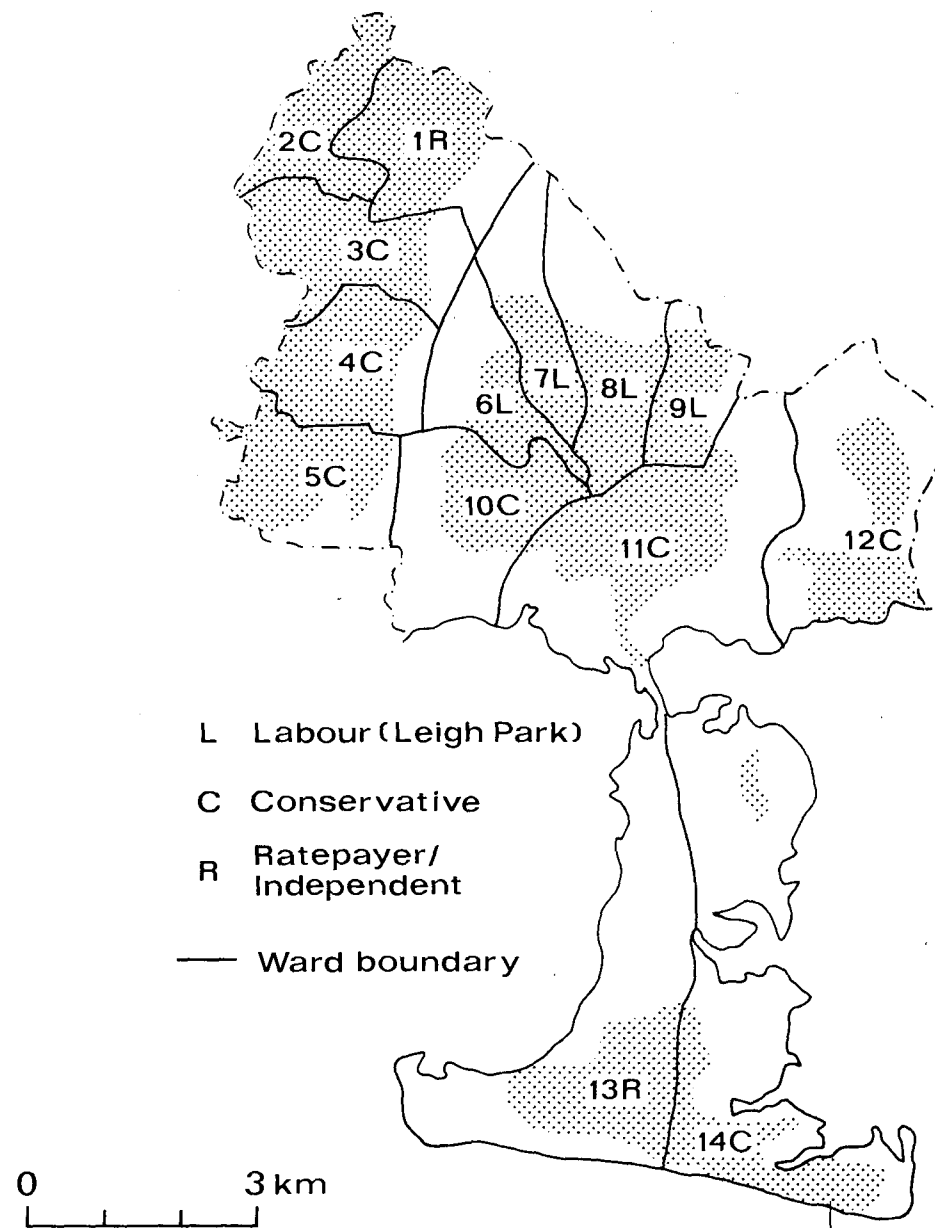 2C
1R
3C
4C
7L
8L
6L
9L
5C
10C
11C
12C
L Labour (Leigh Park)
C Conservative
R Ratepayer/
Independent
Ward boundary
13R
14C
0 3 km